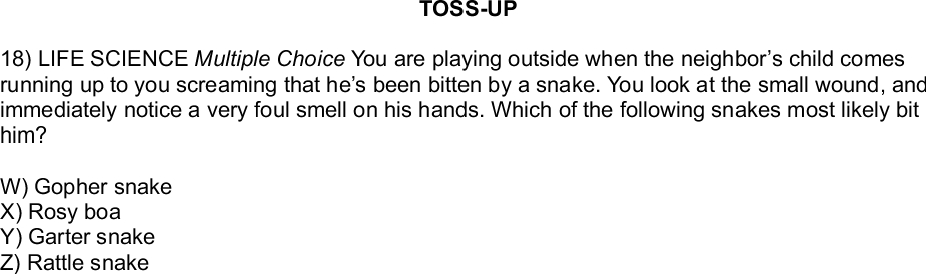 TOSS-UP
18) LIFE SCIENCE Multiple Choice You are playing outside when the neighbor’s child comes
running up to you screaming that he’s been bitten by a snake. You look at the small wound, and
immediately notice a very foul smell on his hands. Which of the following snakes most likely bit
him?
W) Gopher snake
X) Rosy boa
Y) Garter snake
Z) Rattle snake